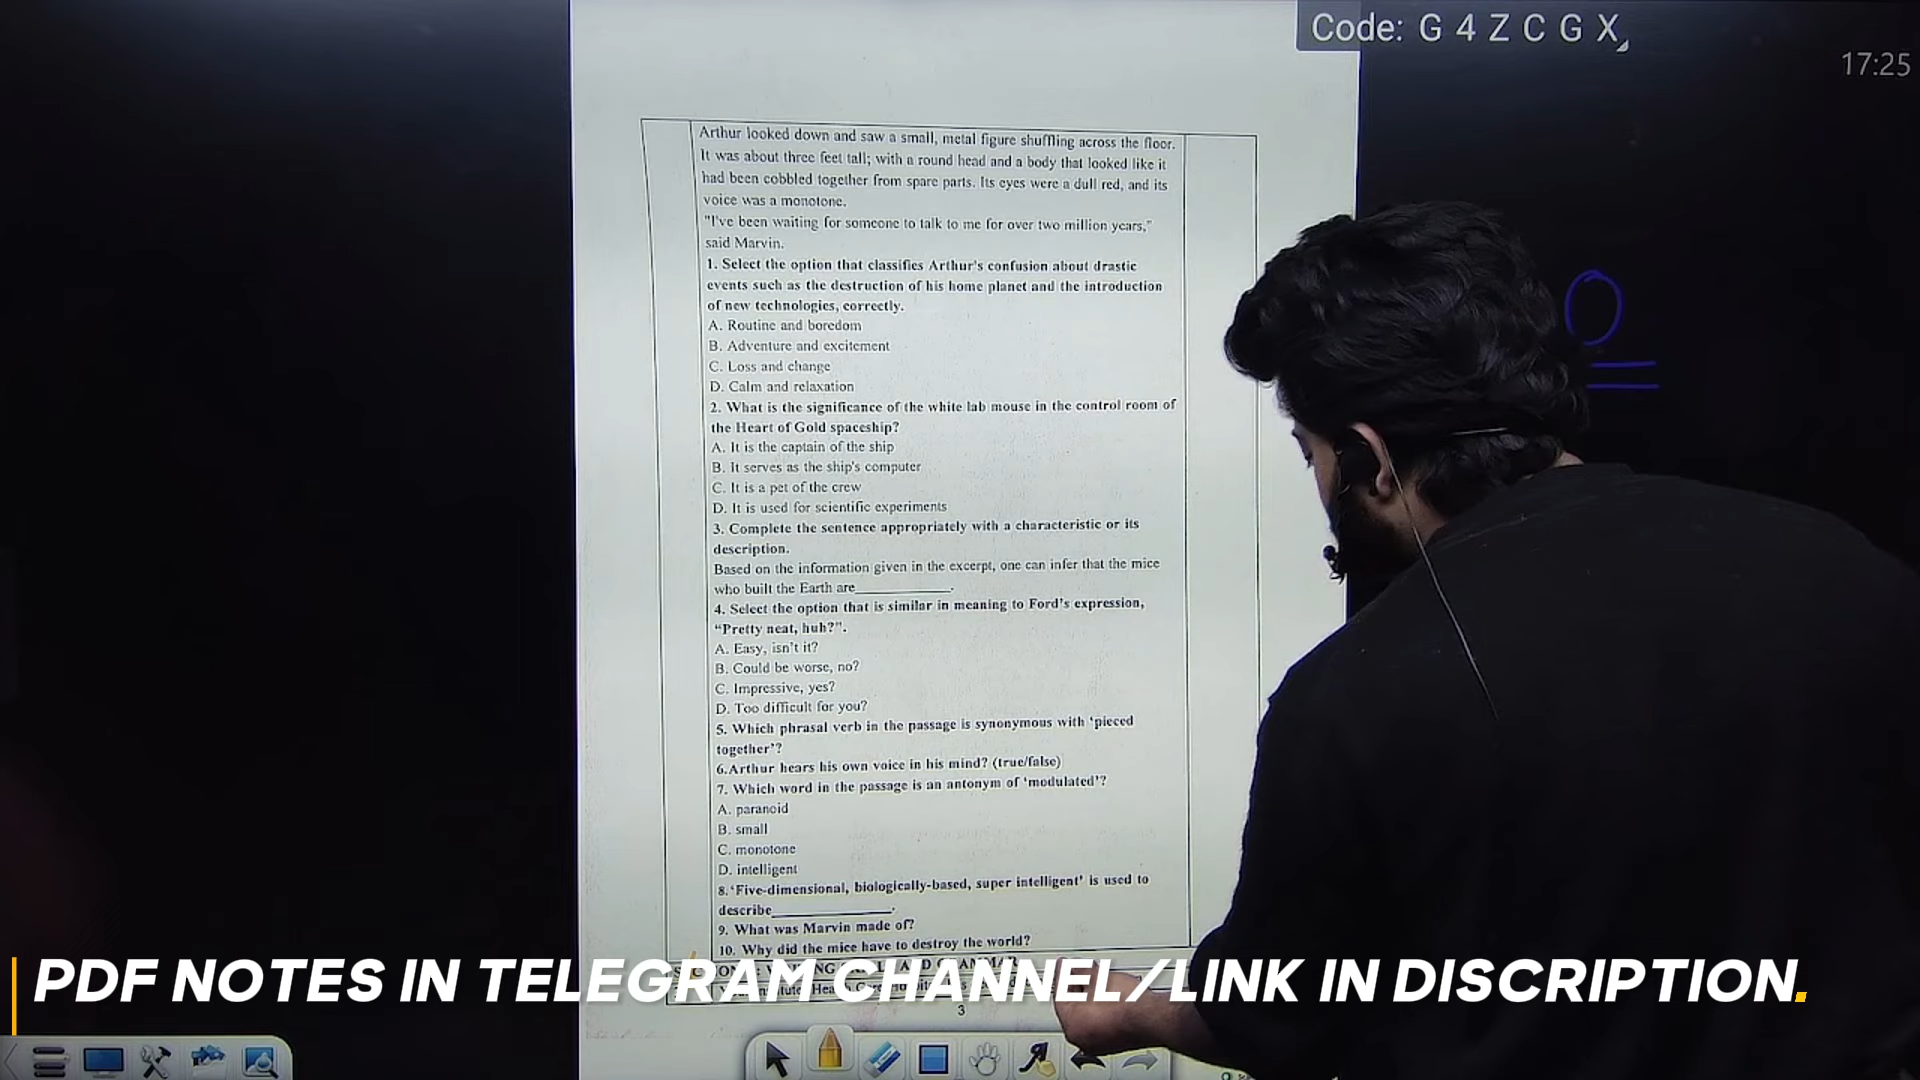 Code: G 4 Z C G X
17:25
Arthur looked down and saw a small, metal figure shuffling across the floor.
It was about three feet tall; with a round head and a body that looked like it
had been cobbled together from spare parts. Its eyes were a dull red, and its
voice was a monotone.
"I've been waiting for someone to talk to me for over two million years,"
said Marvin.
1. Select the option that classifies Arthur's confusion about drastic
events such as the destruction of his home planet and the introduction
of new technologies, correctly.
A. Routine and boredom
B. Adventure and excitement
C. Loss and change
D. Calm and relaxation
2. What is the significance of the white lab mouse in the control room of
the Heart of Gold spaceship?
A. It is the captain of the ship
B. It serves as the ship's computer
C. It is a pet of the crew
D. It is used for scientific experiments
3. Complete the sentence appropriately with a characteristic or its
description.
Based on the information given in the excerpt, one can infer that the mice
who built the Earth are____________.
4. Select the option that is similar in meaning to Ford's expression,
“Pretty neat, huh?”.
A. Easy, isn't it?
B. Could be worse, no?
C. Impressive, yes?
D. Too difficult for you?
5. Which phrasal verb in the passage is synonymous with ‘pieced
together’?
6.Arthur hears his own voice in his mind? (true/false)
7. Which word in the passage is an antonym of ‘modulated’?
A. paranoid
B. small
C. monotone
D. intelligent
8.‘Five-dimensional, biologically-based, super intelligent’ is used to
describe_______________.
9. What was Marvin made of?
10. Why did the mice have to destroy the world?
PDF NOTES IN TELEGRAM CHANNEL/LINK IN DISCRIPTION.
3